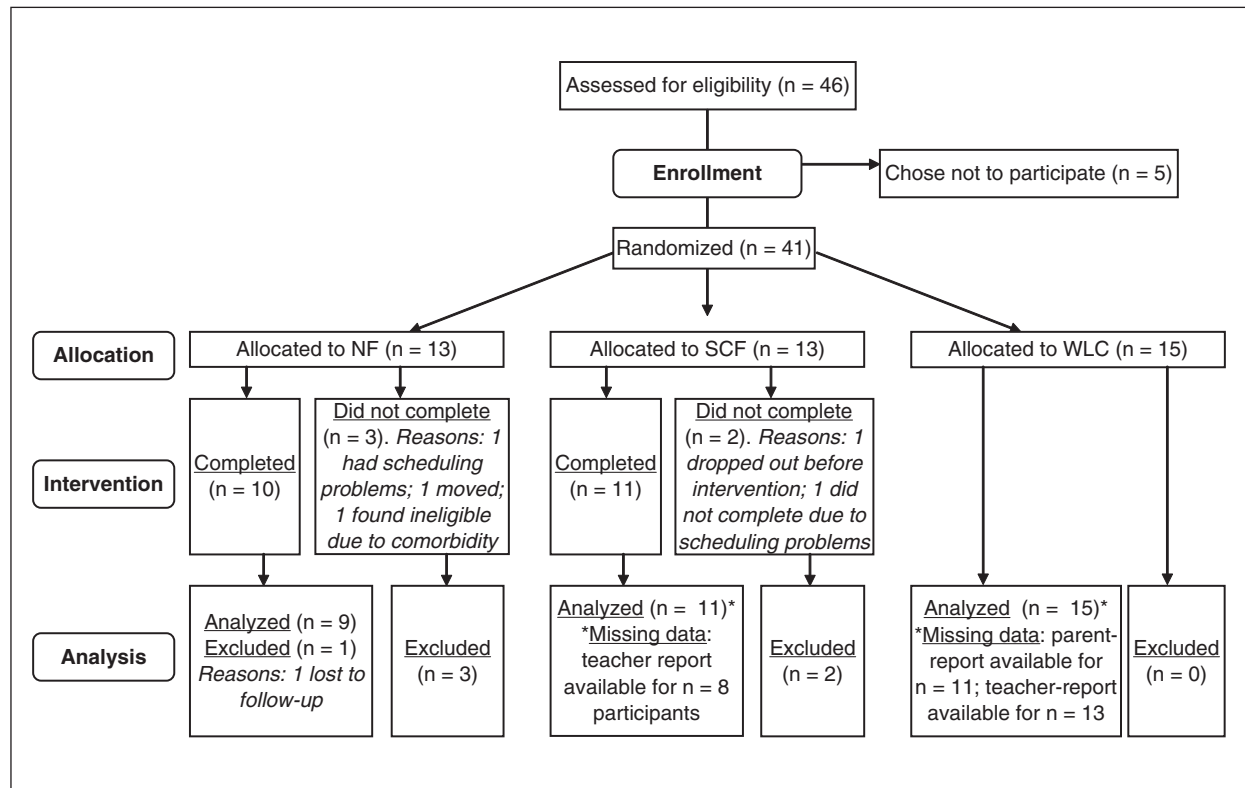 Assessed for eligibility (n = 46)
Enrollment
Chose not to participate (n = 5)
Randomized (n = 41)
Allocation
Allocated to NF (n = 13)
Allocated to SCF (n = 13)
Allocated to WLC (n = 15)
Intervention
Completed
(n = 10)
Did not complete
(n = 3). Reasons: 1
had scheduling
problems; 1 moved;
1 found ineligible
due to comorbidity
Completed
(n = 11)
Did not complete
(n = 2). Reasons: 1
dropped out before
intervention; 1 did
not complete due to
scheduling problems
Analysis
Analyzed (n = 9)
Excluded (n = 1)
Reasons: 1 lost to
follow-up
Excluded
(n = 3)
Analyzed (n = 11)*
*Missing data:
teacher report
available for n = 8
participants
Excluded
(n = 2)
Analyzed (n = 15)*
*Missing data: parent-
report available for
n = 11; teacher-report
available for n = 13
Excluded
(n = 0)